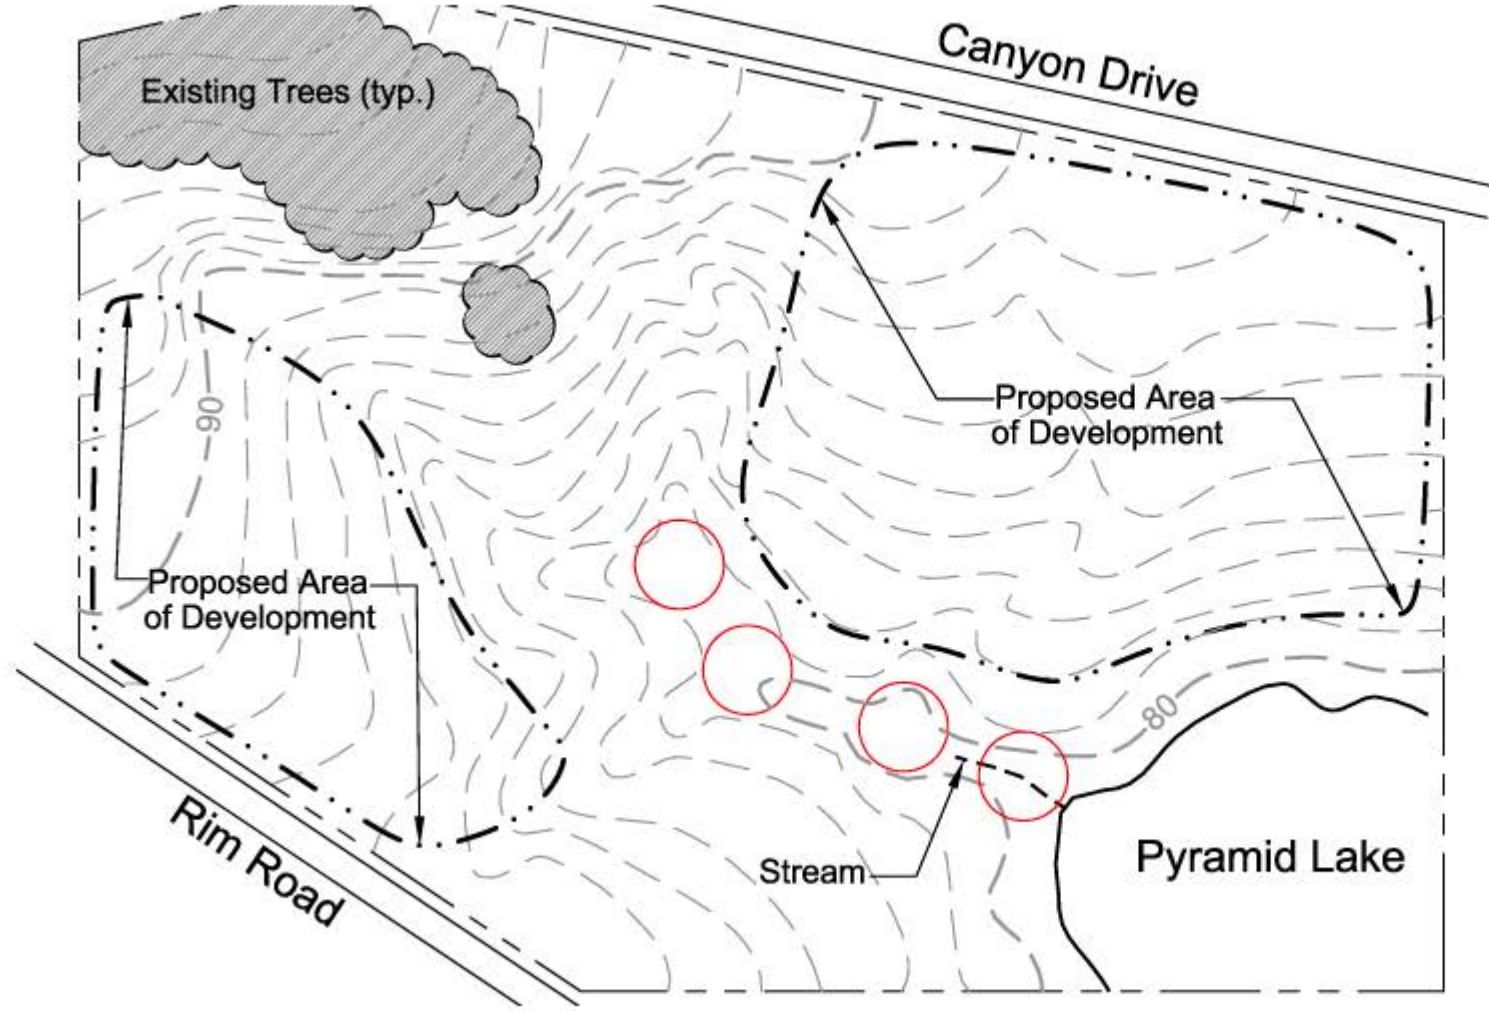 Canyon Drive
Existing Trees (typ.)
90
Proposed Area
of Development
Proposed Area
of Development
80
Rim Road
Stream
Pyramid Lake